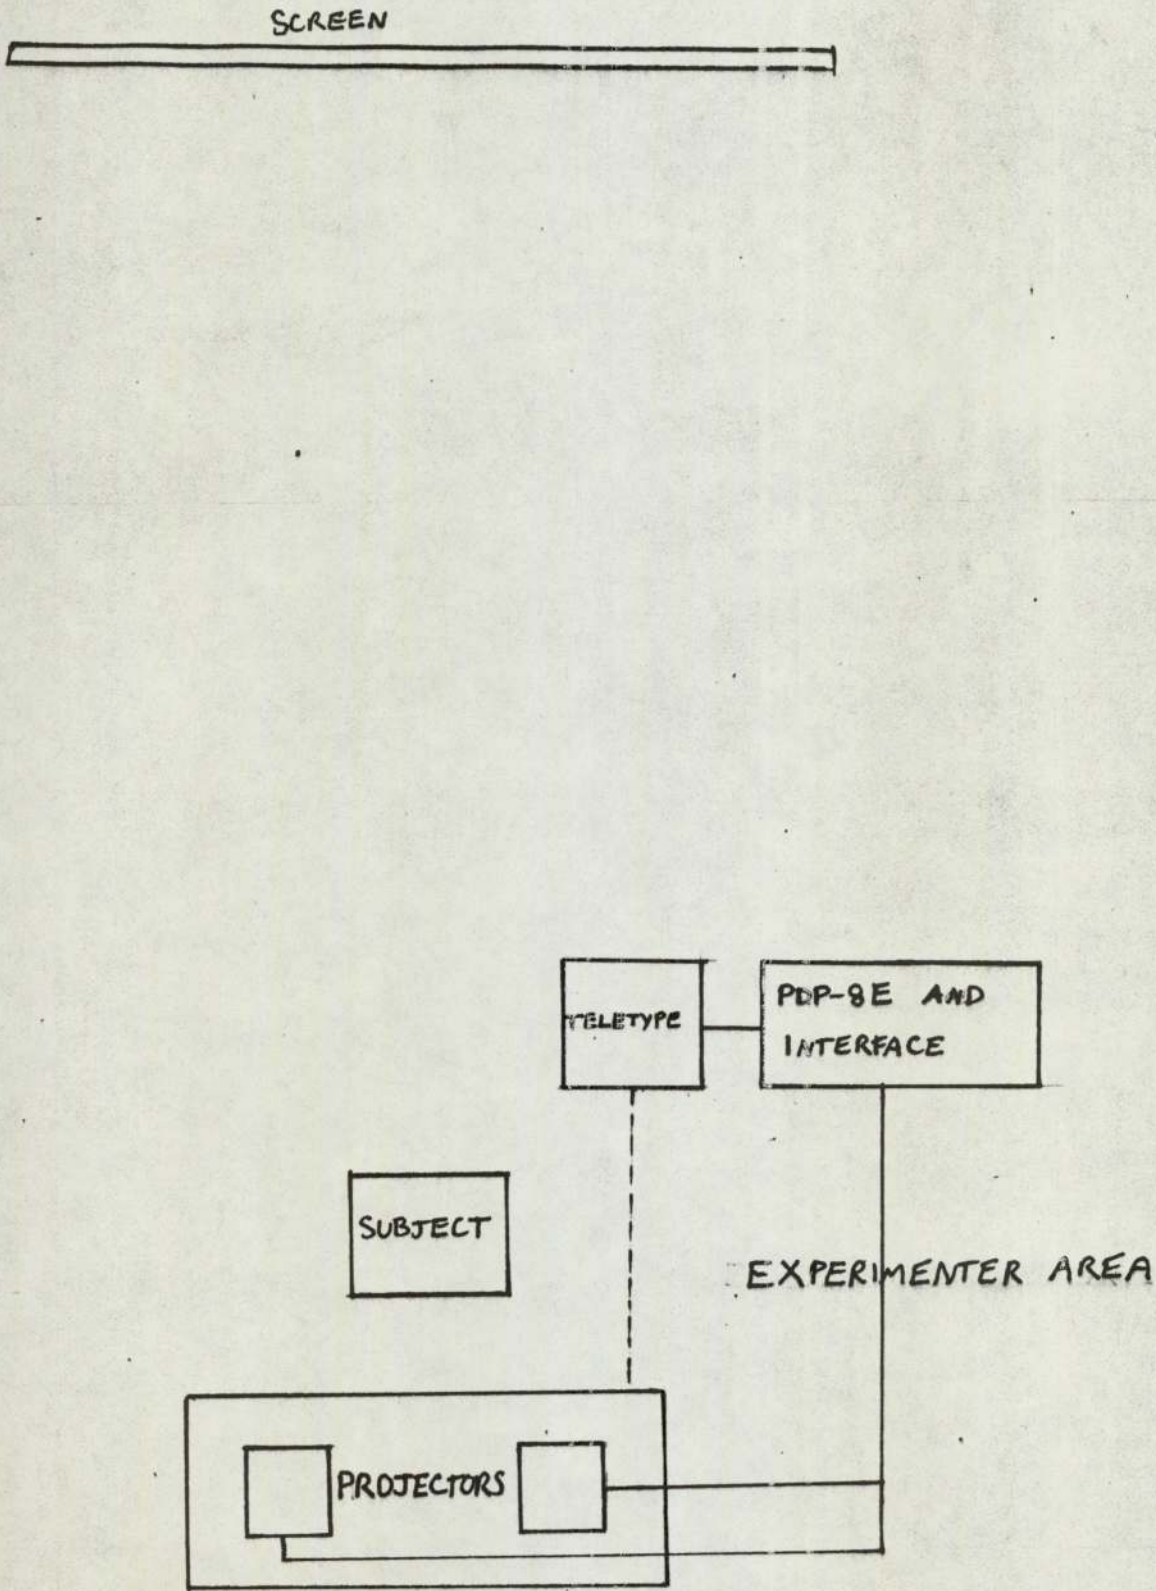 SCREEN
TELETYPE
PDP-8E AND
INTERFACE
SUBJECT
EXPERIMENTER AREA
PROJECTORS